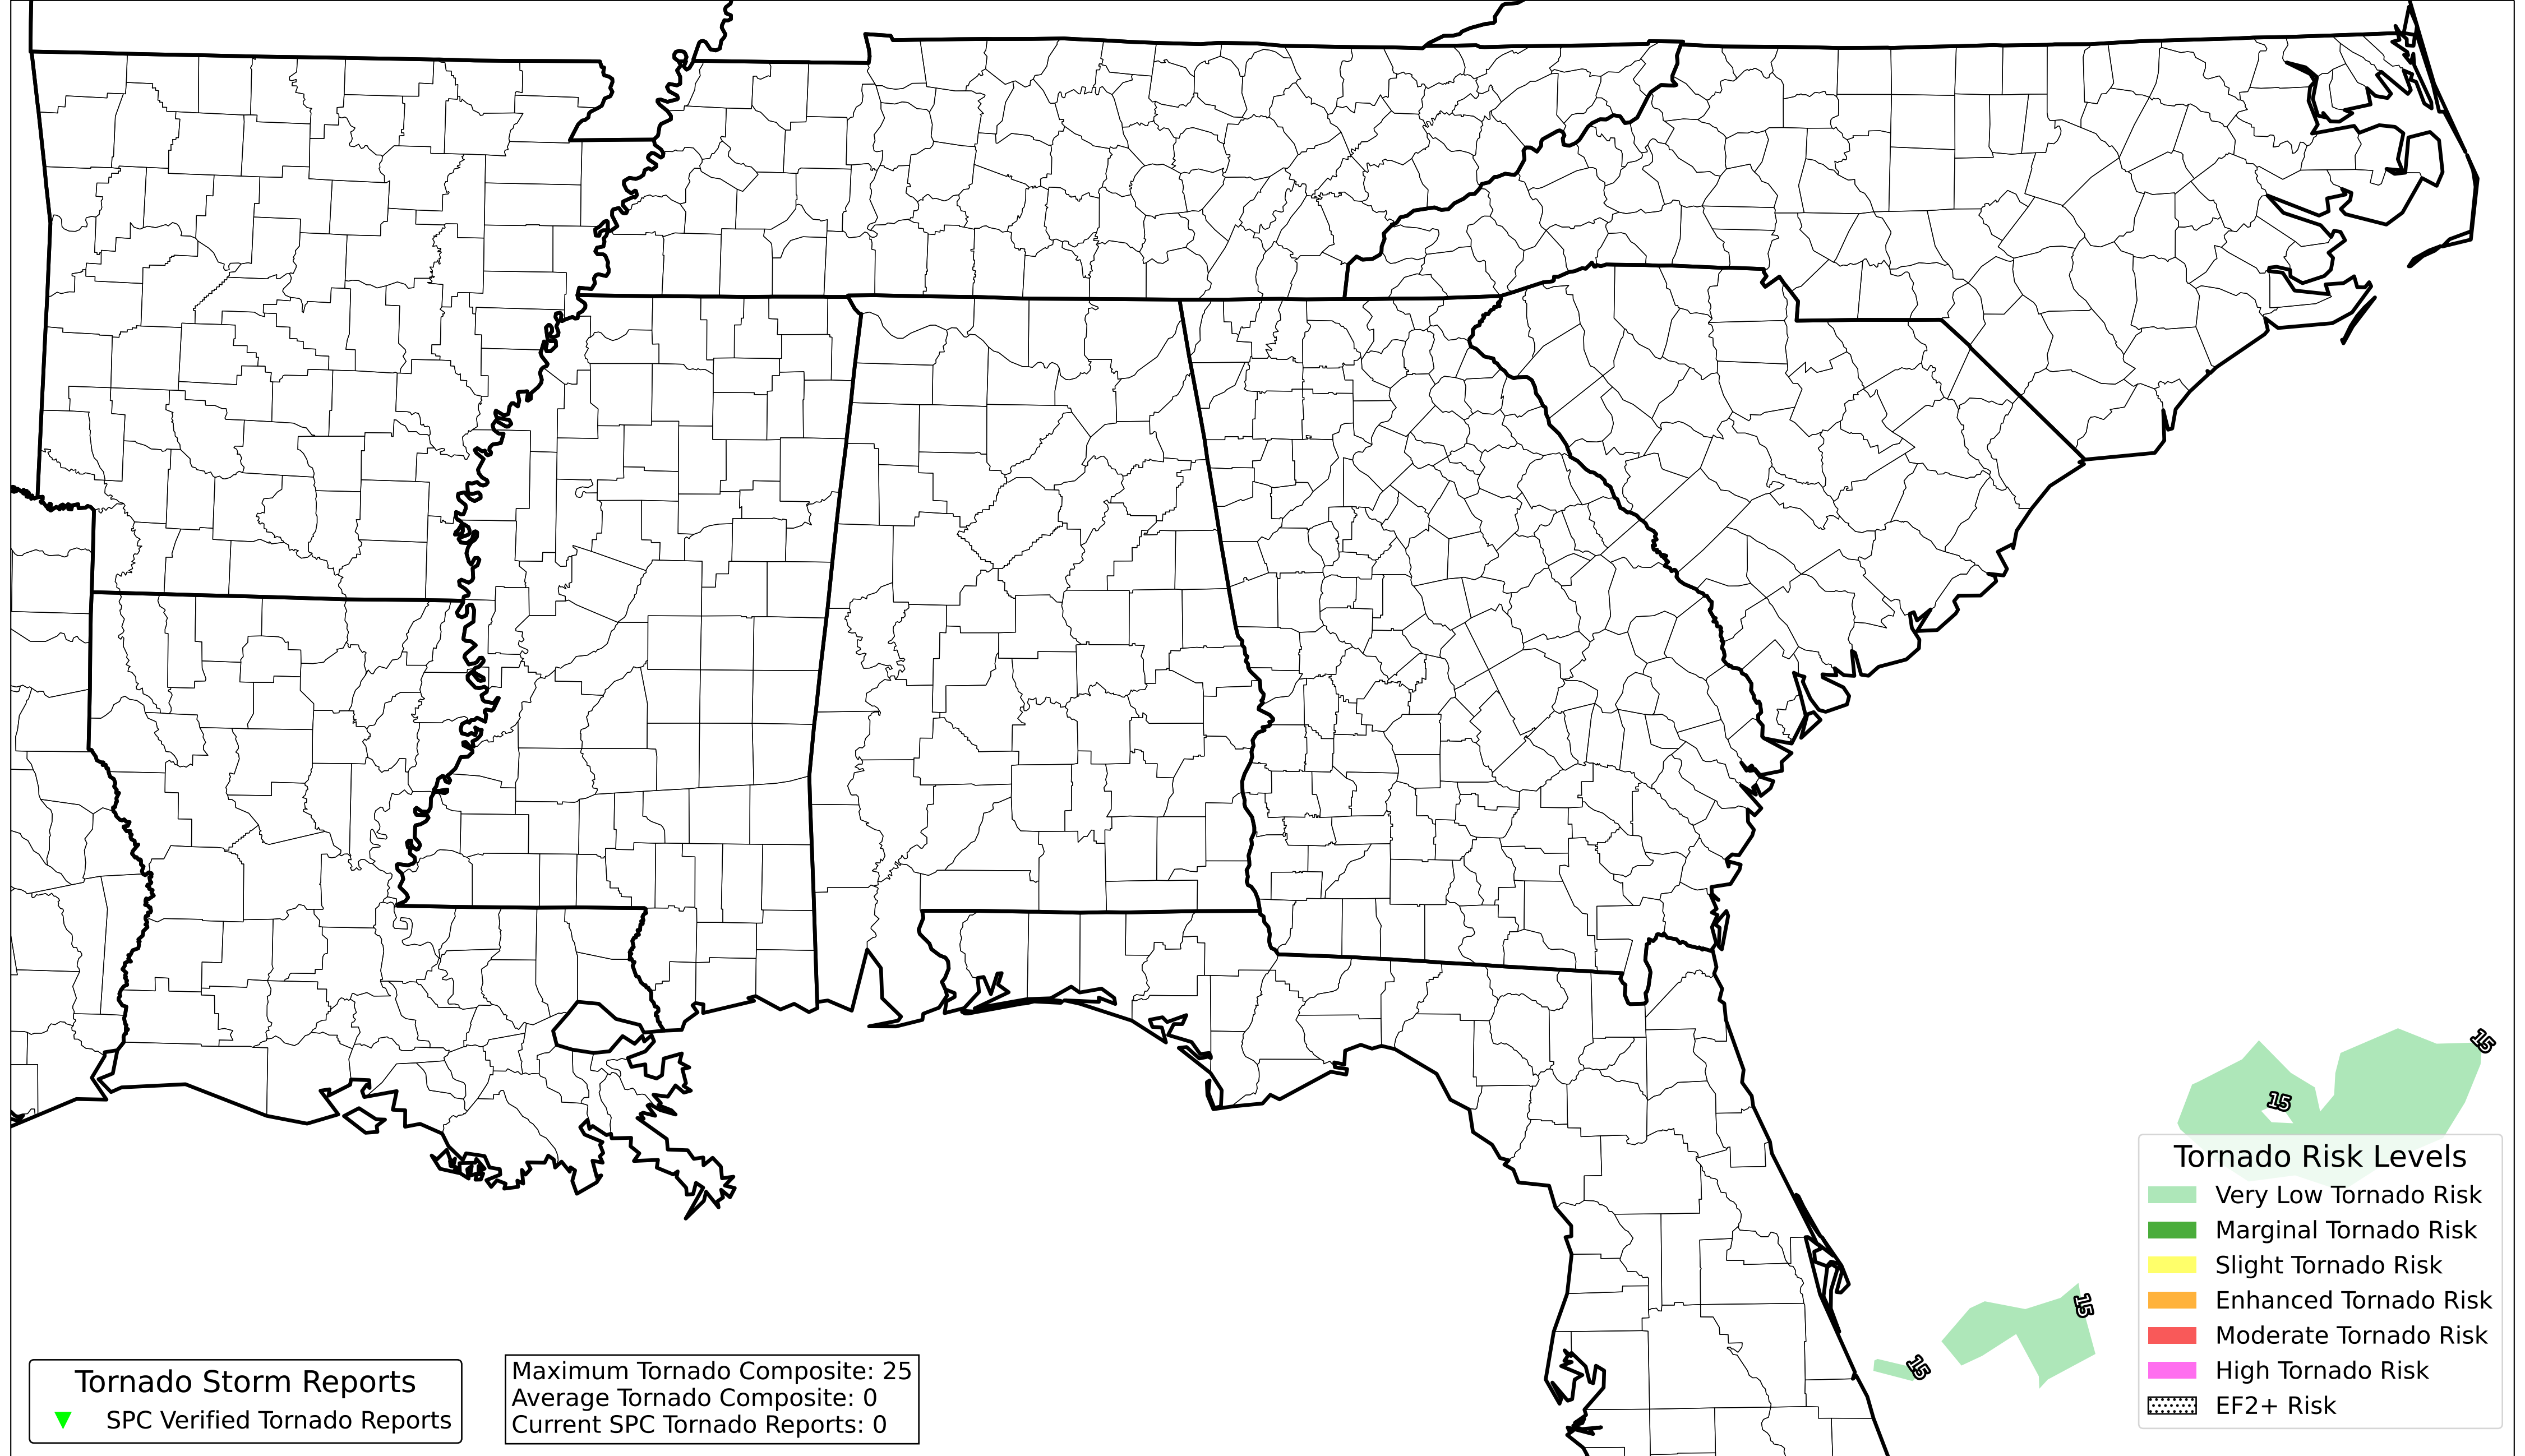 15
15
Tornado Risk Levels
Very Low Tornado Risk
Marginal Tornado Risk
Slight Tornado Risk
Enhanced Tornado Risk
Moderate Tornado Risk
High Tornado Risk
EF2+ Risk
15
15
Tornado Storm Reports
SPC Verified Tornado Reports
Maximum Tornado Composite: 25
Average Tornado Composite: 0
Current SPC Tornado Reports: 0